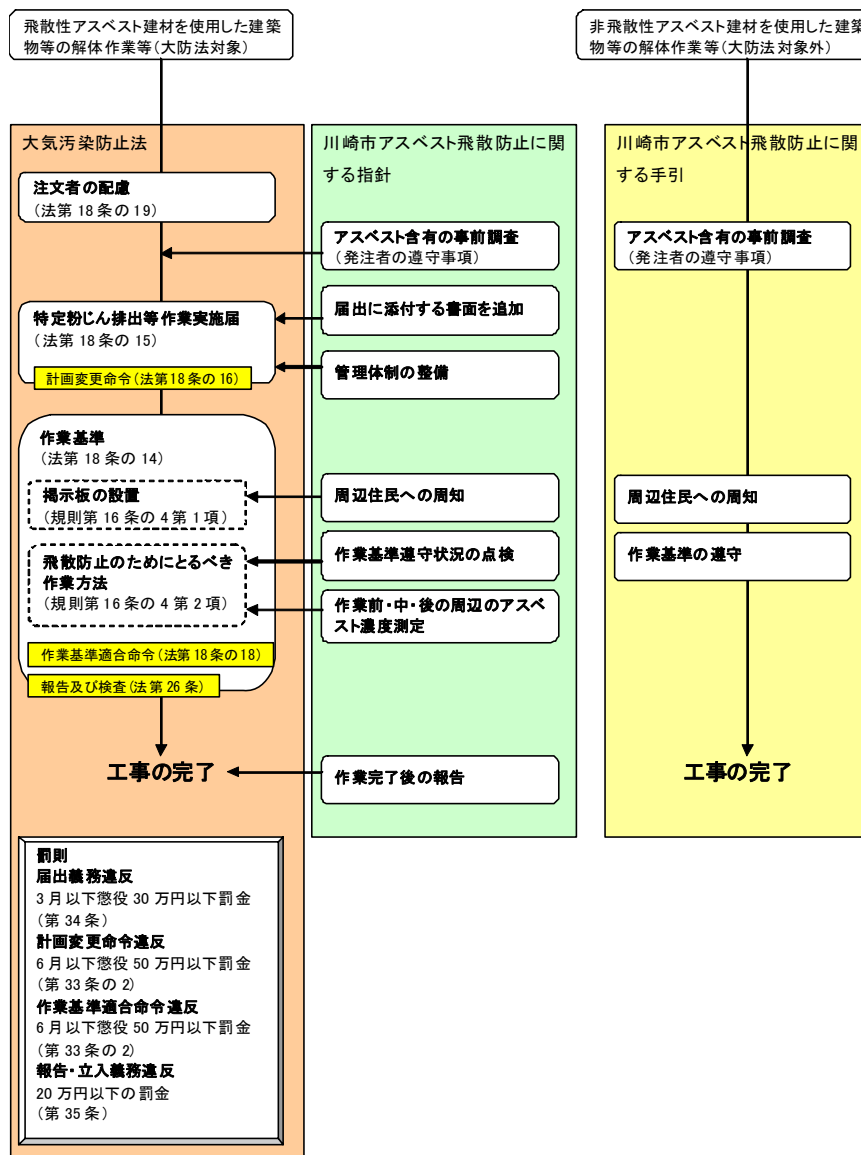 飛散性アスベスト建材を使用した建築
物等の解体作業等(大防法対象)
非飛散性アスベスト建材を使用した建築
物等の解体作業等(大防法対象外)
大気汚染防止法
注文者の配慮
(法第18条の19)
特定粉じん排出等作業実施届
(法第18条の15)
計画変更命令(法第18条の16)
作業基準
(法第18条の14)
掲示板の設置
(規則第16条の4第1項)
飛散防止のためにとるべき
作業方法
(規則第16条の4第2項)
作業基準適合命令(法第18条の18)
報告及び検査(法第26条)
工事の完了
川崎市アスベスト飛散防止に関
する指針
アスベスト含有の事前調査
(発注者の遵守事項)
届出に添付する書面を追加
管理体制の整備
周辺住民への周知
作業基準遵守状況の点検
作業前・中・後の周辺のアスベ
スト濃度測定
作業完了後の報告
川崎市アスベスト飛散防止に関
する手引
アスベスト含有の事前調査
(発注者の遵守事項)
周辺住民への周知
作業基準の遵守
工事の完了
罰則
届出義務違反
3月以下懲役30万円以下罰金
(第34条)
計画変更命令違反
6月以下懲役50万円以下罰金
(第33条の2)
作業基準適合命令違反
6月以下懲役50万円以下罰金
(第33条の2)
報告・立入義務違反
20万円以下の罰金
(第35条)